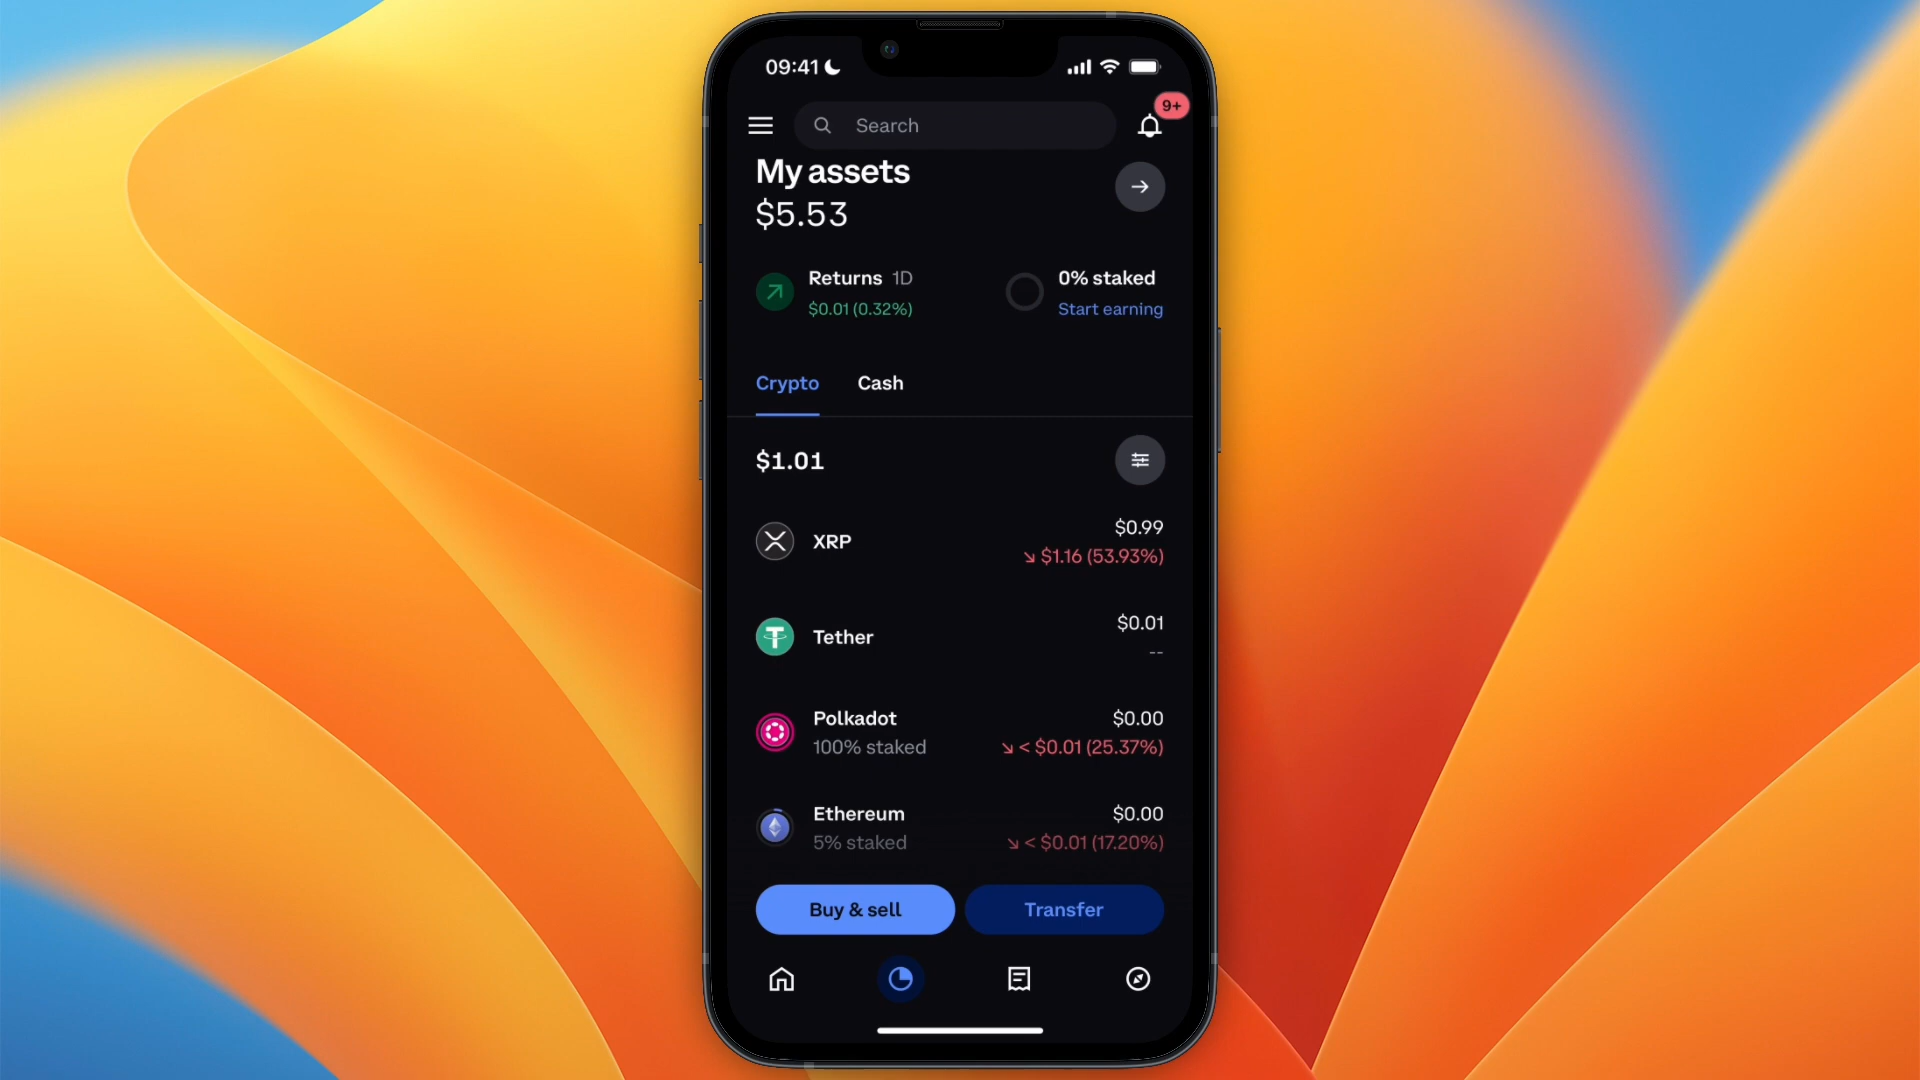 09:41
Search
9+
My assets
$5.53
Returns 1D
$0.01 (0.32%)
0% staked
Start earning
Crypto
Cash
$1.01
XRP
$0.99
↘ $1.16 (53.93%)
Tether
$0.01
--
Polkadot
$0.00
100% staked
↘ < $0.01 (25.37%)
Ethereum
$0.00
5% staked
↘ < $0.01 (17.20%)
Buy & sell
Transfer